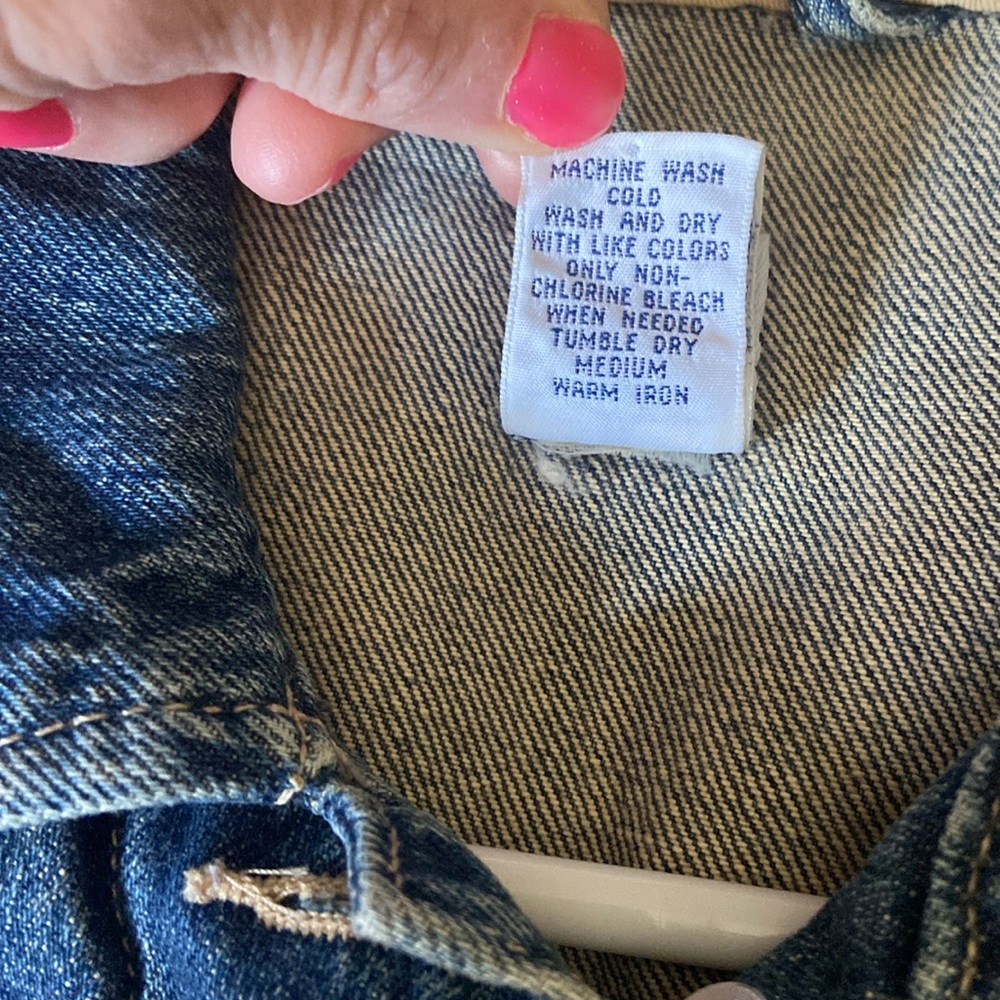 MACHINE WASH
COLD
WASH AND DRY
WITH LIKE COLORS
ONLY NON-
CHLORINE BLEACH
WHEN NEEDED
TUMBLE DRY
MEDIUM
WARM IRON